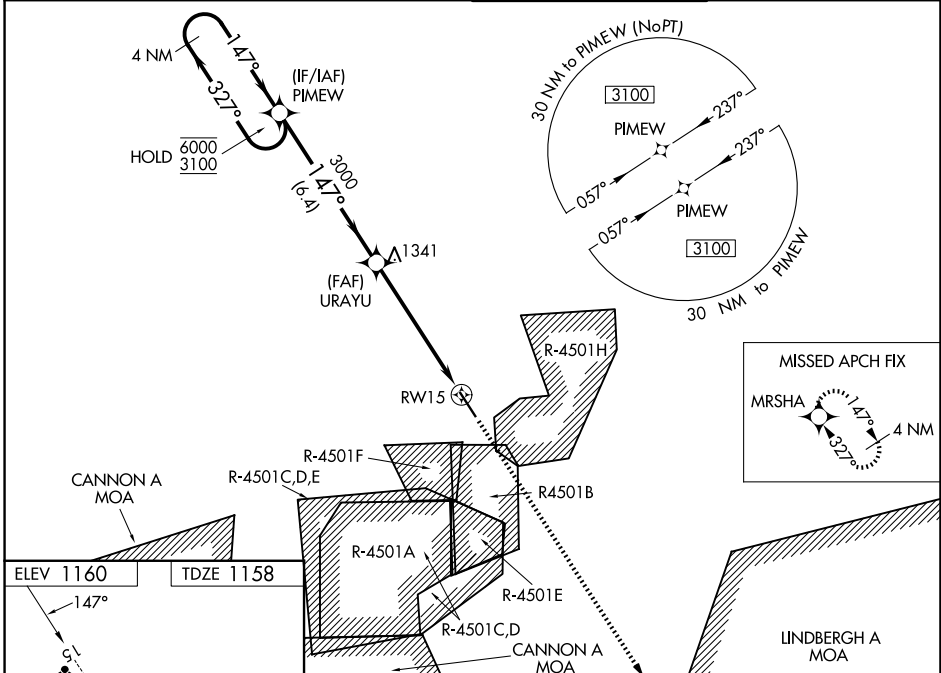 4 NM
147°
327°
(IF/IAF)
PIMEW
HOLD 6000
3100
3000
147°
(6.4)
1341
(FAF)
URAYU
RW15
30 NM to PIMEW (NoPT)
3100
PIMEW
237°
057°
237°
057°
PIMEW
3100
30 NM to PIMEW
R-4501H
MISSED APCH FIX
MRSHA
147°
4 NM
327°
R-4501F
R-4501C,D,E
CANNON A
MOA
R4501B
R-4501A
R-4501E
R-4501C,D
CANNON A
MOA
LINDBERGH A
MOA
ELEV 1160
TDZE 1158
147°
15